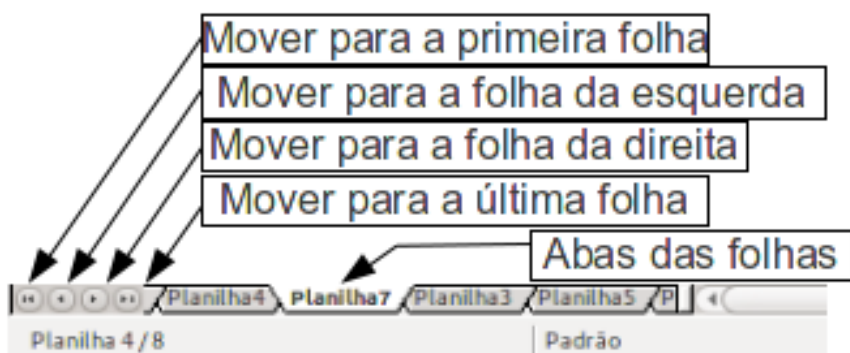 Mover para a primeira folha
Mover para a folha da esquerda
Mover para a folha da direita
Mover para a última folha
Abas das folhas
Planilha4 Planilha7 Planilha3 Planilha5 P
Planilha 4 / 8 Padrão